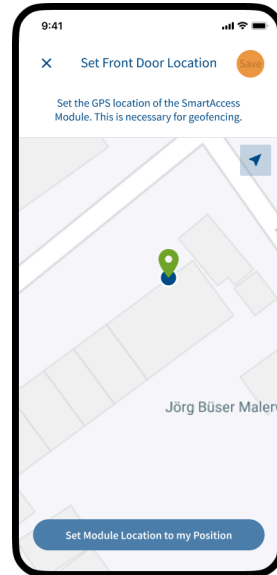 9:41
Set Front Door Location
Save
Set the GPS location of the SmartAccess
Module. This is necessary for geofencing.
Jörg Büser
Set Module Location to my Position